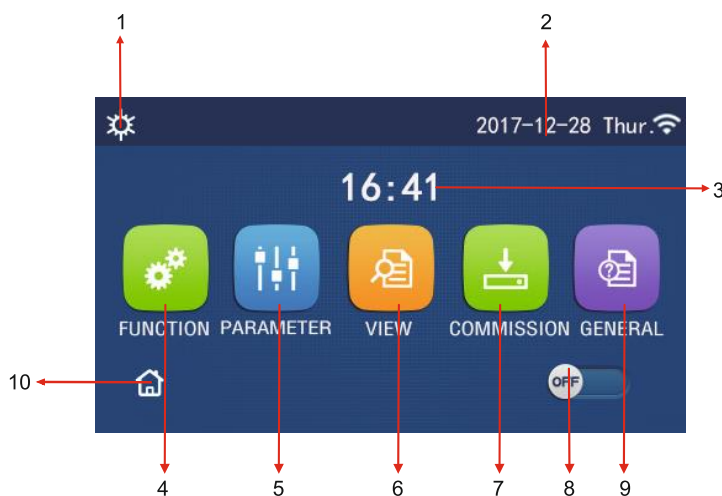 1 2
2017-12-28 Thur.
16:41 3
FUNCTION PARAMETER VIEW COMMISSION GENERAL
10 OFF
4 5 6 7 8 9